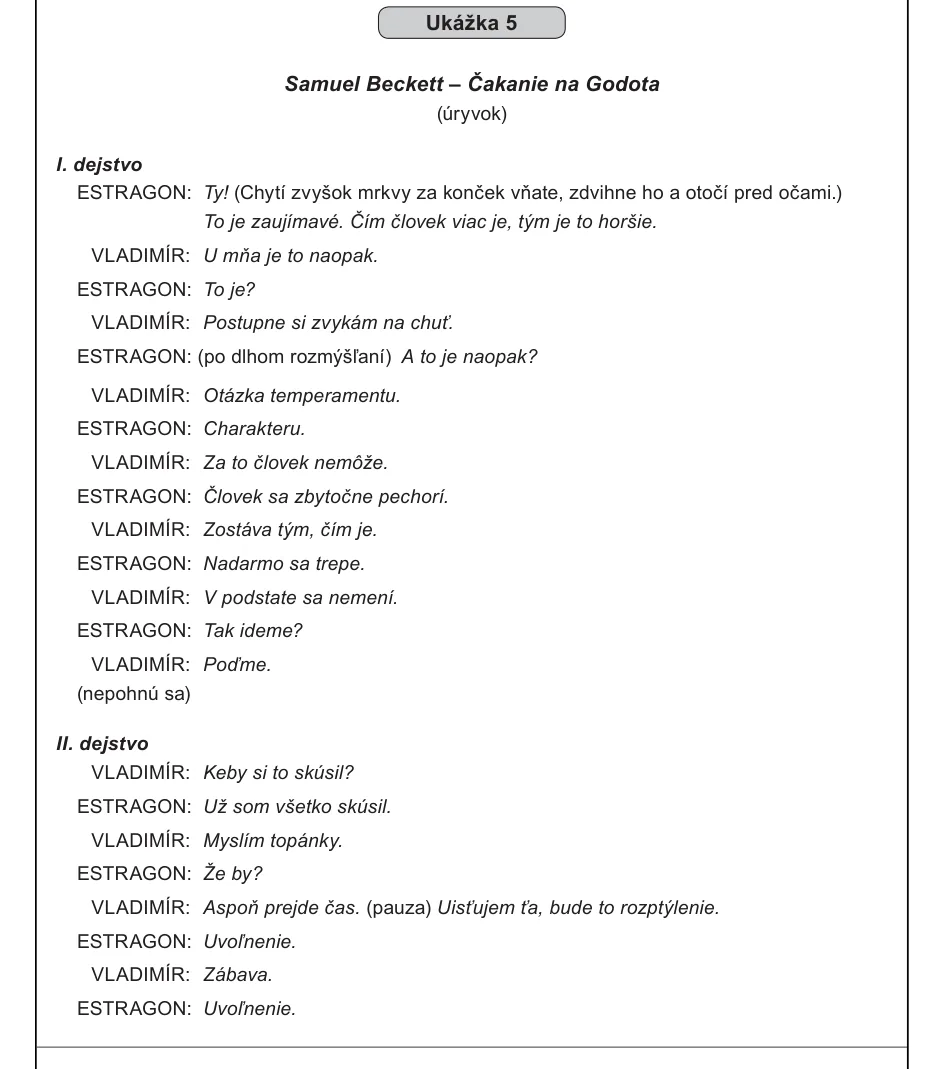 Ukážka 5
Samuel Beckett – Čakanie na Godota
(úryvok)
I. dejstvo
ESTRAGON: Ty! (Chytí zvyšok mrkvy za konček vňate, zdvihne ho a otočí pred očami.)
To je zaujímavé. Čím človek viac je, tým je to horšie.
VLADIMÍR: U mňa je to naopak.
ESTRAGON: To je?
VLADIMÍR: Postupne si zvykám na chuť.
ESTRAGON: (po dlhom rozmýšľaní) A to je naopak?
VLADIMÍR: Otázka temperamentu.
ESTRAGON: Charakteru.
VLADIMÍR: Za to človek nemôže.
ESTRAGON: Človek sa zbytočne pechorí.
VLADIMÍR: Zostáva tým, čím je.
ESTRAGON: Nadarmo sa trepe.
VLADIMÍR: V podstate sa nemení.
ESTRAGON: Tak ideme?
VLADIMÍR: Poďme.
(nepohnú sa)
II. dejstvo
VLADIMÍR: Keby si to skúsil?
ESTRAGON: Už som všetko skúsil.
VLADIMÍR: Myslím topánky.
ESTRAGON: Že by?
VLADIMÍR: Aspoň prejde čas. (pauza) Uisťujem ťa, bude to rozptýlenie.
ESTRAGON: Uvoľnenie.
VLADIMÍR: Zábava.
ESTRAGON: Uvoľnenie.